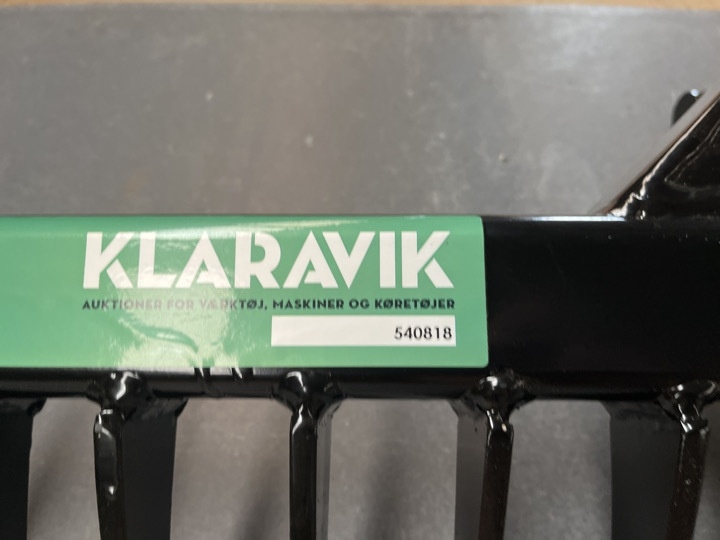 KLARAVIK
AUKTIONER FOR VÆRKTØJ, MASKINER OG KØRETØJER
540818